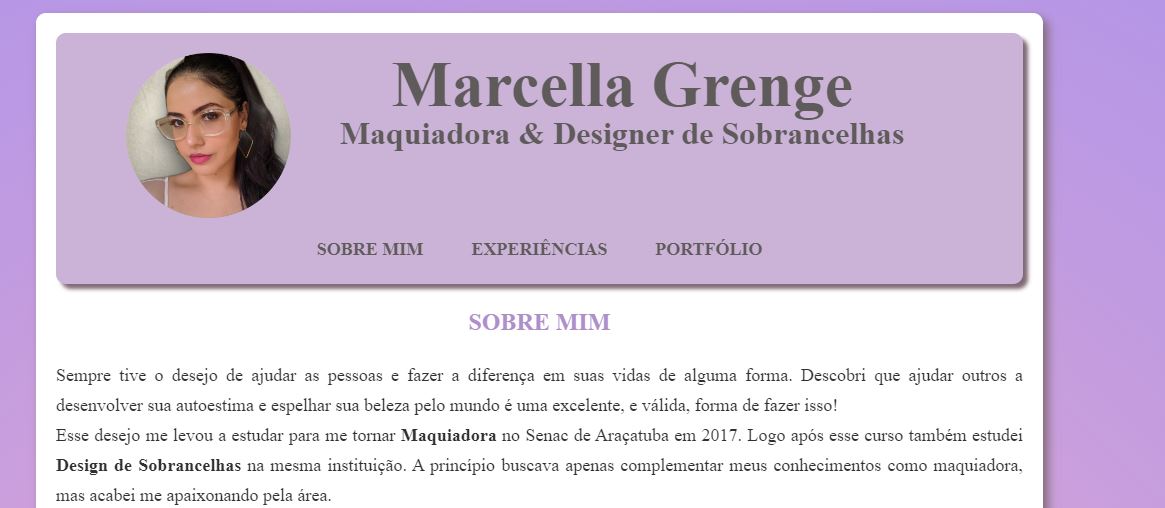 Marcella Grenge
Maquiadora & Designer de Sobrancelhas
SOBRE MIM EXPERIÊNCIAS PORTFÓLIO
SOBRE MIM
Sempre tive o desejo de ajudar as pessoas e fazer a diferença em suas vidas de alguma forma. Descobri que ajudar outros a
desenvolver sua autoestima e espelhar sua beleza pelo mundo é uma excelente, e válida, forma de fazer isso!
Esse desejo me levou a estudar para me tornar Maquiadora no Senac de Araçatuba em 2017. Logo após esse curso também estudei
Design de Sobrancelhas na mesma instituição. A princípio buscava apenas complementar meus conhecimentos como maquiadora,
mas acabei me apaixonando pela área.